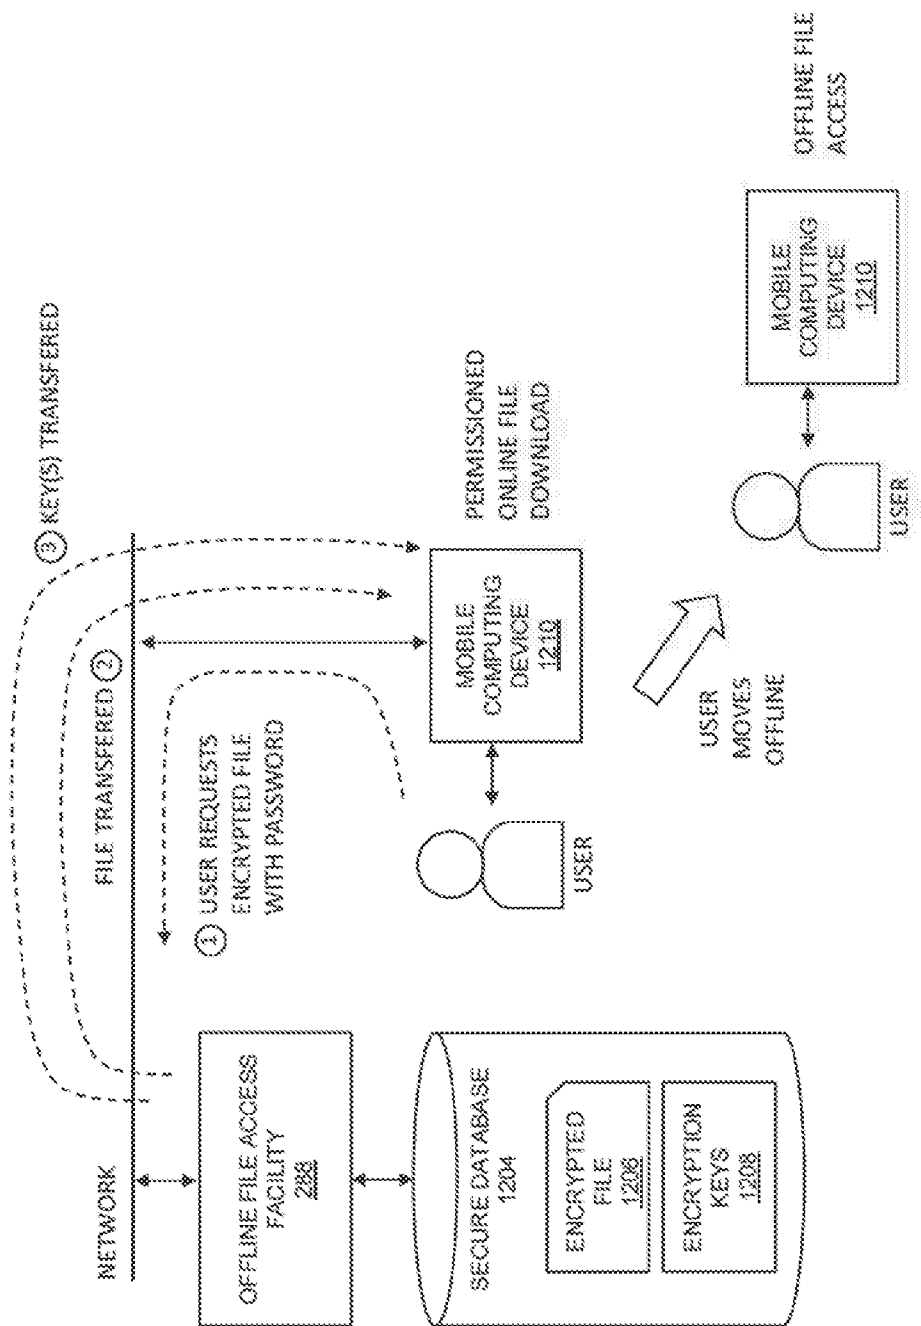 NETWORK
FILE TRANSFERRED 2
3 KEY(S) TRANSFERRED
OFFLINE FILE ACCESS
FACILITY
288
1 USER REQUESTS
ENCRYPTED FILE
WITH PASSWORD
SECURE DATABASE
1204
ENCRYPTED
FILE
1206
ENCRYPTION
KEYS
1208
USER
MOBILE
COMPUTING
DEVICE
1210
PERMISSIONED
ONLINE FILE
DOWNLOAD
USER
MOVES
OFFLINE
USER
MOBILE
COMPUTING
DEVICE
1210
OFFLINE FILE
ACCESS